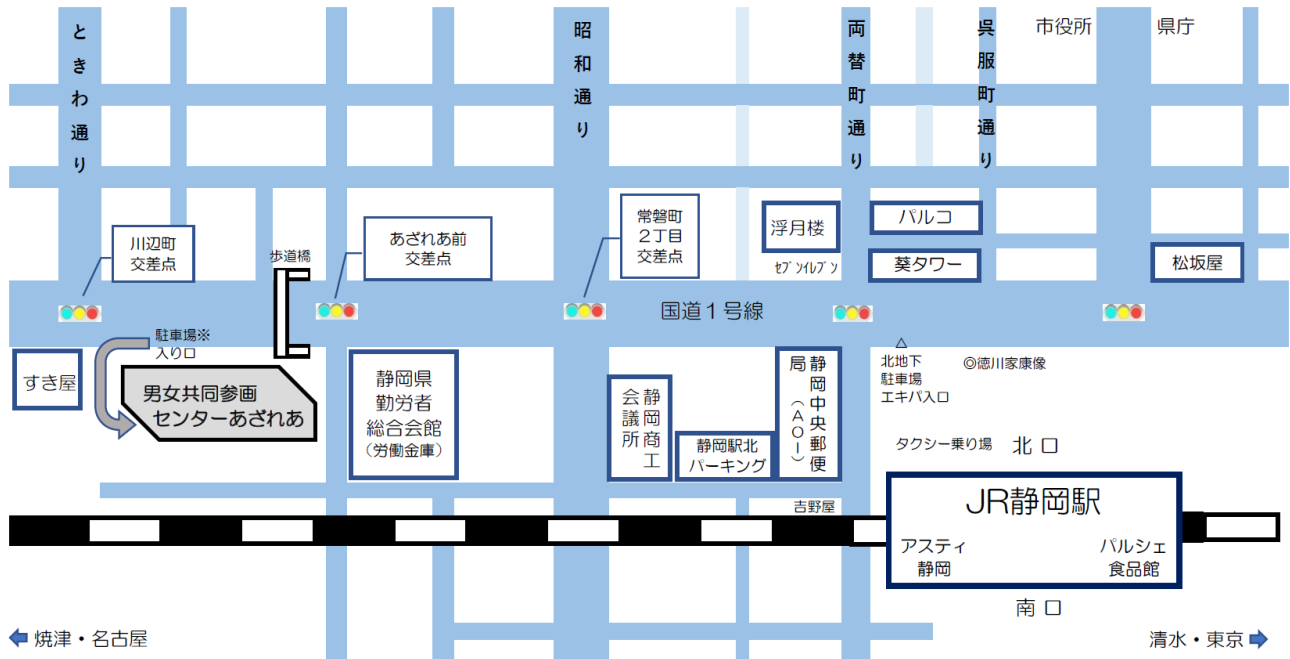 ときわ通り
昭和通り
両替町通り
呉服町通り
市役所
県庁
川辺町
交差点
歩道橋
あざれあ前
交差点
常磐町
２丁目
交差点
浮月楼
ｾﾌﾞﾝｲﾚﾌﾞﾝ
パルコ
葵タワー
松坂屋
国道１号線
駐車場※
入り口
すき屋
男女共同参画
センターあざれあ
静岡県
勤労者
総合会館
（労働金庫）
静岡商工
会議所
静岡駅北
パーキング
静岡中央郵便
局（ＡＯＩ）
△
北地下
駐車場
エキパ入口
◎徳川家康像
タクシー乗り場
北口
吉野屋
JR静岡駅
アスティ
静岡
パルシェ
食品館
南口
焼津・名古屋
清水・東京